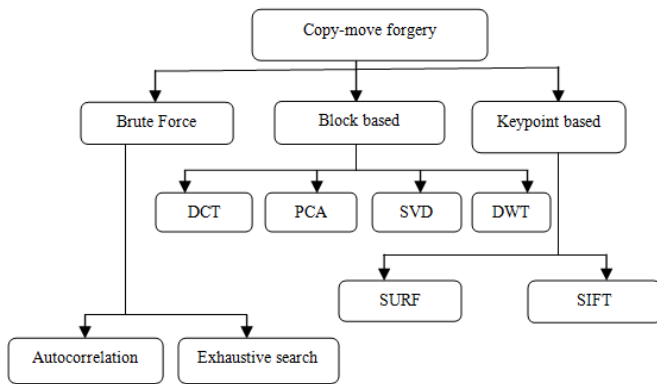 Copy-move forgery
Brute Force
Block based
Keypoint based
DCT
PCA
SVD
DWT
SURF
SIFT
Autocorrelation
Exhaustive search